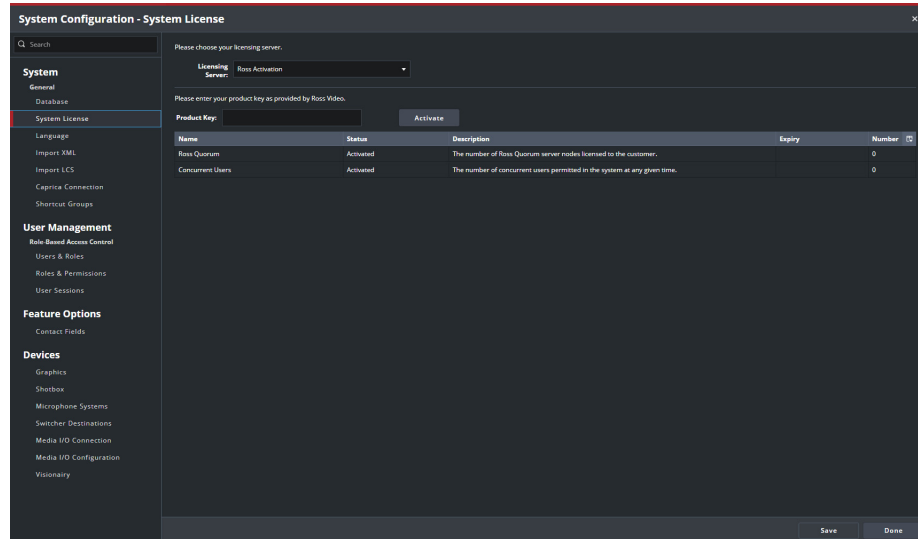 System Configuration - System License
×
Search
System
General
Database
System License
Language
Import XML
Import LCS
Caprica Connection
Shortcut Groups
User Management
Role-Based Access Control
Users & Roles
Roles & Permissions
User Sessions
Feature Options
Contact Fields
Devices
Graphics
Shotbox
Microphone Systems
Switcher Destinations
Media I/O Connection
Media I/O Configuration
Visionairy
Please choose your licensing server.
Licensing Server: Ross Activation
Please enter your product key as provided by Ross Video.
Product Key: Activate
Name Status Description Expiry Number
Ross Quorum Activated The number of Ross Quorum server nodes licensed to the customer. 0
Concurrent Users Activated The number of concurrent users permitted in the system at any given time. 0
Save Done